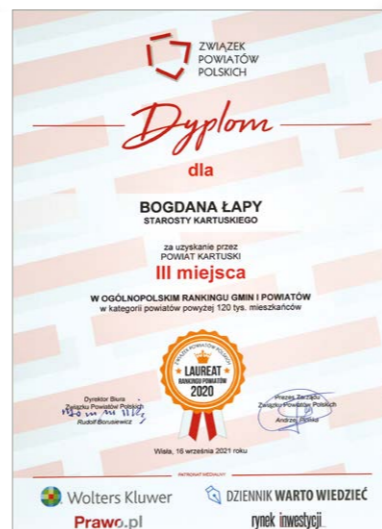 ZWIĄZEK
POWIATÓW
POLSKICH
Dyplom
dla
BOGDANA ŁAPY
STAROSTY KARTUSKIEGO
za uzyskanie przez
POWIAT KARTUSKI
III miejsca
W OGÓLNOPOLSKIM RANKINGU GMIN I POWIATÓW
w kategorii powiatów powyżej 120 tys. mieszkańców
ZWIĄZEK POWIATÓW POLSKICH
LAUREAT
RANKINGU POWIATÓW
2020
Dyrektor Biura
Związku Powiatów Polskich
Rudolf Borusiewicz
Prezes Zarządu
Związku Powiatów Polskich
Andrzej Płonka
Wisła, 16 września 2021 roku
PATRONAT MEDIALNY
Wolters Kluwer
DZIENNIK WARTO WIEDZIEĆ
Prawo.pl
rynek inwestycji